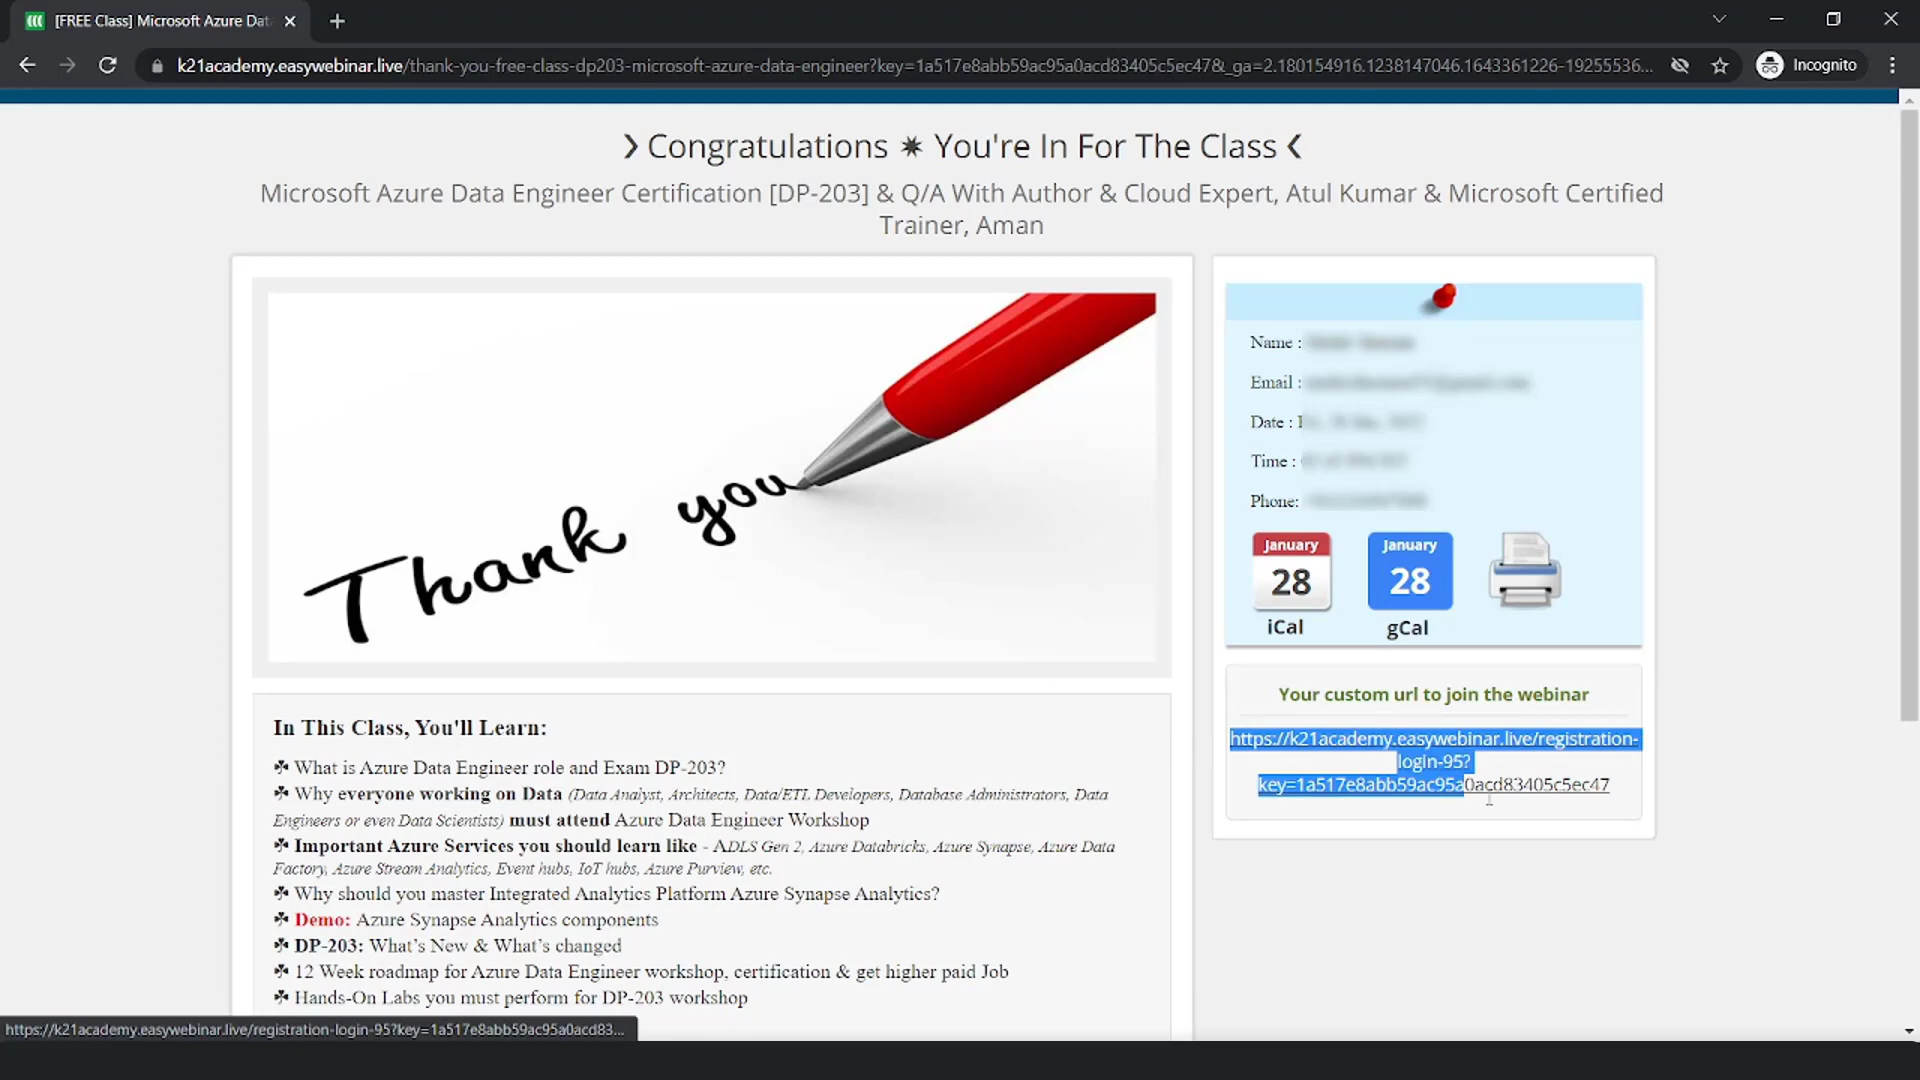 [FREE Class] Microsoft Azure Dat
k21academy.easywebinar.live/thank-you-free-class-dp203-microsoft-azure-data-engineer?key=1a517e8abb59ac95a0acd83405c5ec47&_ga=2.180154916.1238147046.1643361226-19255536...
Incognito
Congratulations ✷ You're In For The Class
Microsoft Azure Data Engineer Certification [DP-203] & Q/A With Author & Cloud Expert, Atul Kumar & Microsoft Certified
Trainer, Aman
Thank you
In This Class, You'll Learn:
☘ What is Azure Data Engineer role and Exam DP-203?
☘ Why everyone working on Data (Data Analyst, Architects, Data/ETL Developers, Database Administrators, Data
Engineers or even Data Scientists) must attend Azure Data Engineer Workshop
☘ Important Azure Services you should learn like - ADLS Gen 2, Azure Databricks, Azure Synapse, Azure Data
Factory, Azure Stream Analytics, Event hubs, IoT hubs, Azure Purview, etc.
☘ Why should you master Integrated Analytics Platform Azure Synapse Analytics?
☘ Demo: Azure Synapse Analytics components
☘ DP-203: What's New & What's changed
☘ 12 Week roadmap for Azure Data Engineer workshop, certification & get higher paid Job
☘ Hands-On Labs you must perform for DP-203 workshop
Name :
Email :
Date :
Time :
Phone:
January
28
iCal
January
28
gCal
Your custom url to join the webinar
https://k21academy.easywebinar.live/registration-
login-95?
key=1a517e8abb59ac95a0acd83405c5ec47
https://k21academy.easywebinar.live/registration-login-95?key=1a517e8abb59ac95a0acd83...